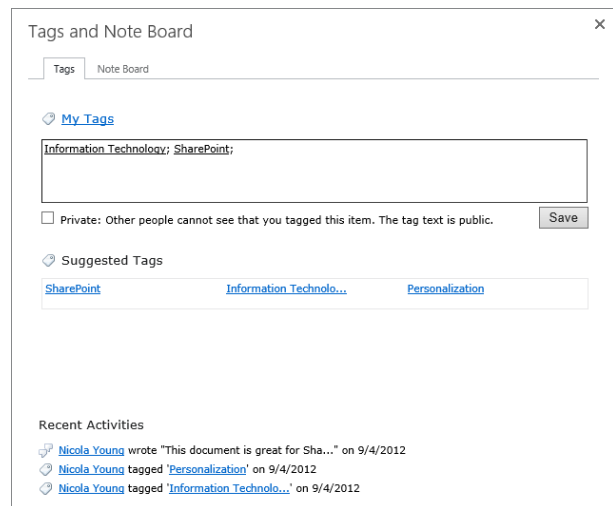 Tags and Note Board
Tags Note Board
My Tags
Information Technology; SharePoint;
Private: Other people cannot see that you tagged this item. The tag text is public. Save
Suggested Tags
SharePoint Information Technolo... Personalization
Recent Activities
Nicola Young wrote "This document is great for Sha..." on 9/4/2012
Nicola Young tagged 'Personalization' on 9/4/2012
Nicola Young tagged 'Information Technolo...' on 9/4/2012